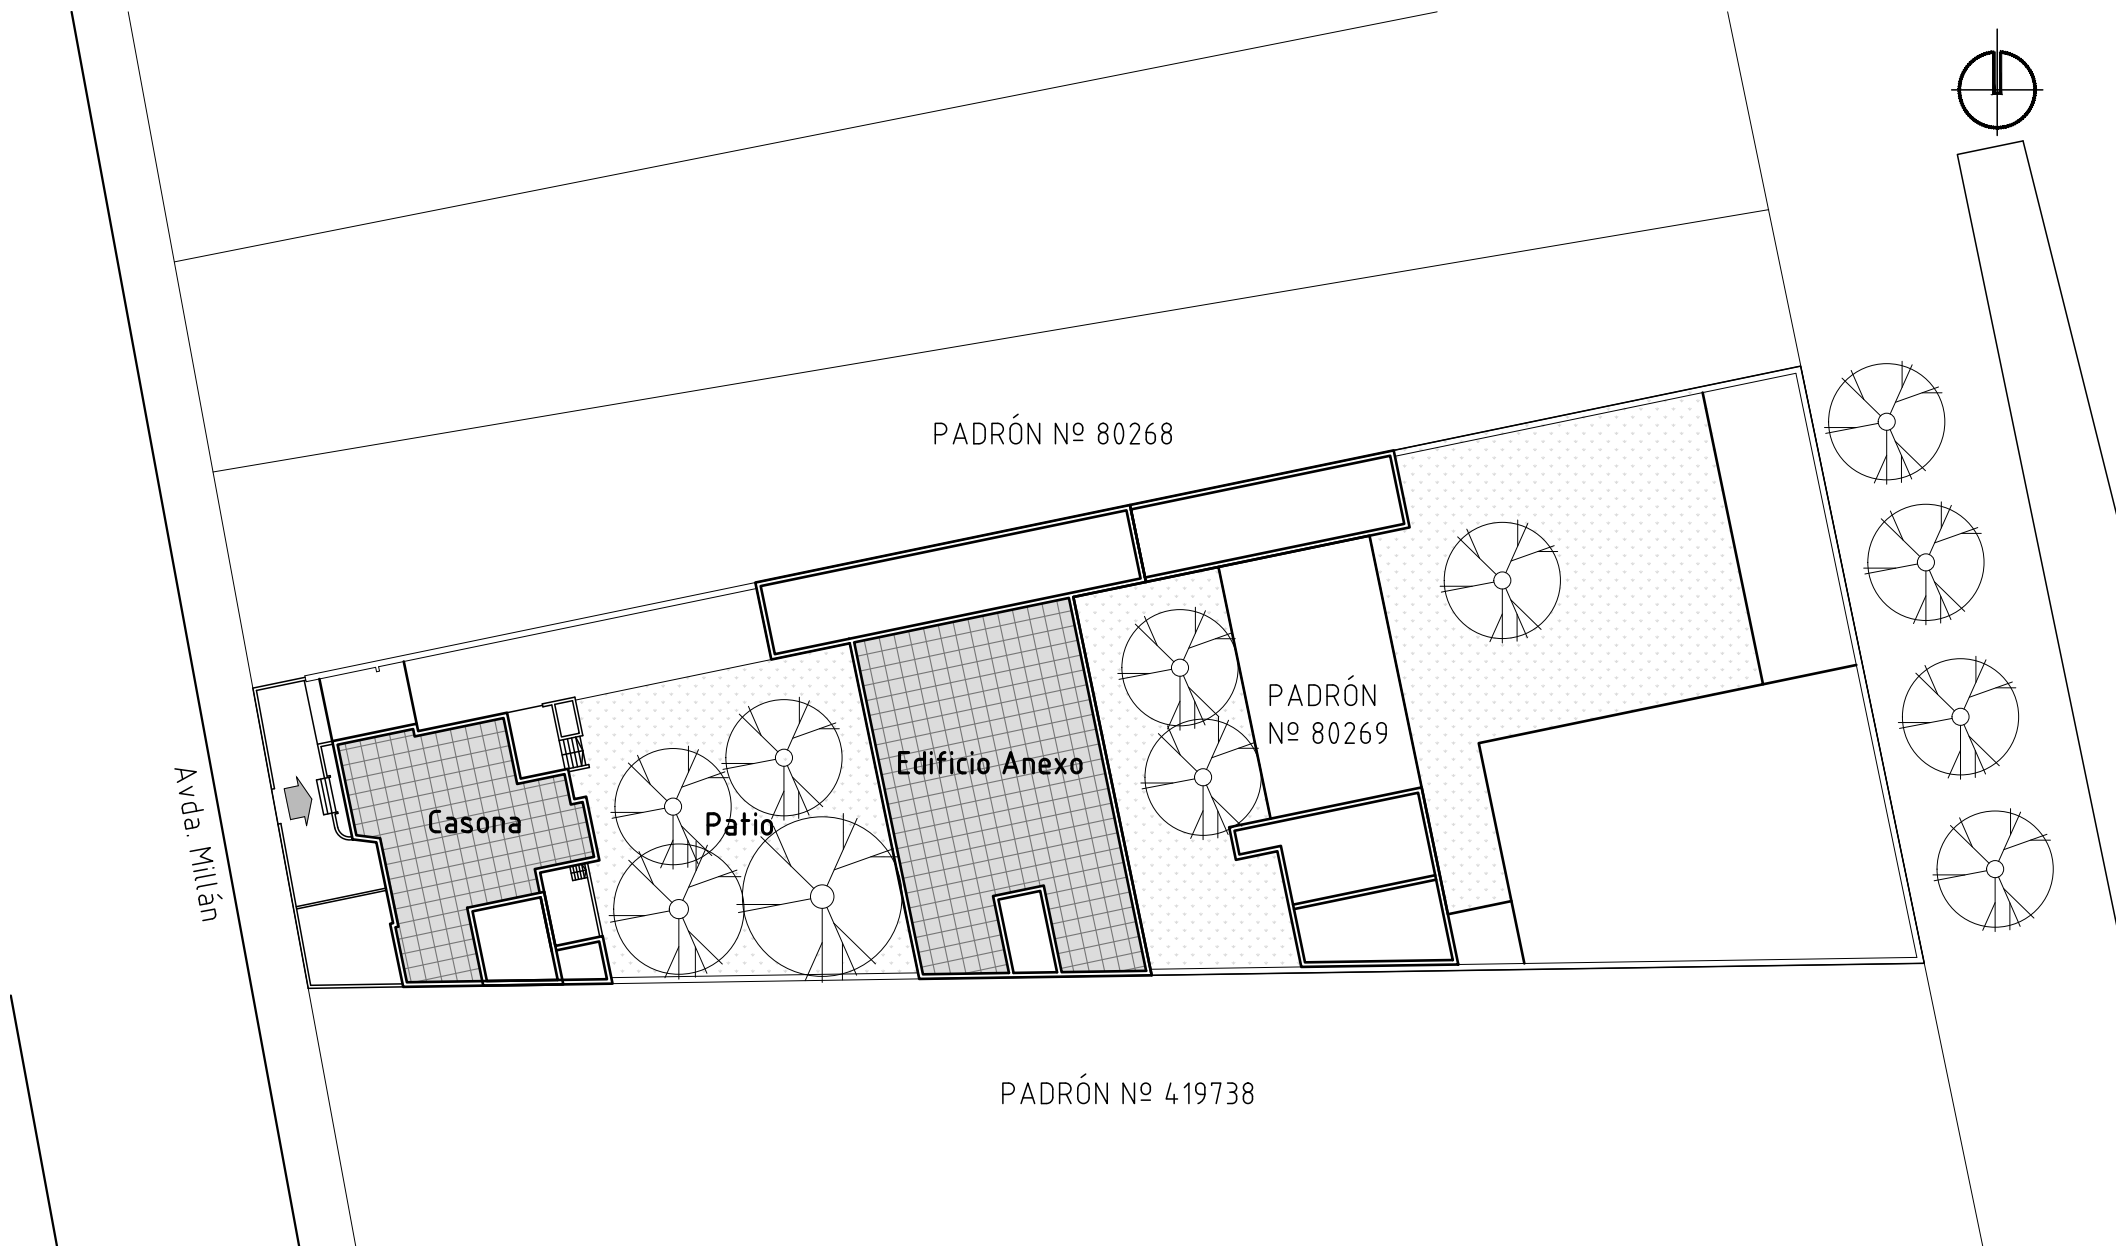 PADRÓN Nº 80268
PADRÓN
Nº 80269
Edificio Anexo
Casona
Patio
Avda. Millán
PADRÓN Nº 419738